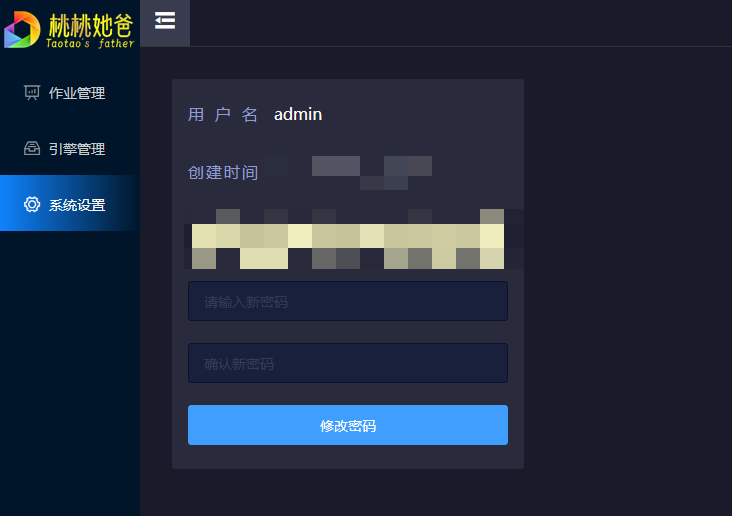 桃桃她爸
Taotao's father
作业管理
引擎管理
系统设置
用户名 admin
创建时间
请输入新密码
确认新密码
修改密码